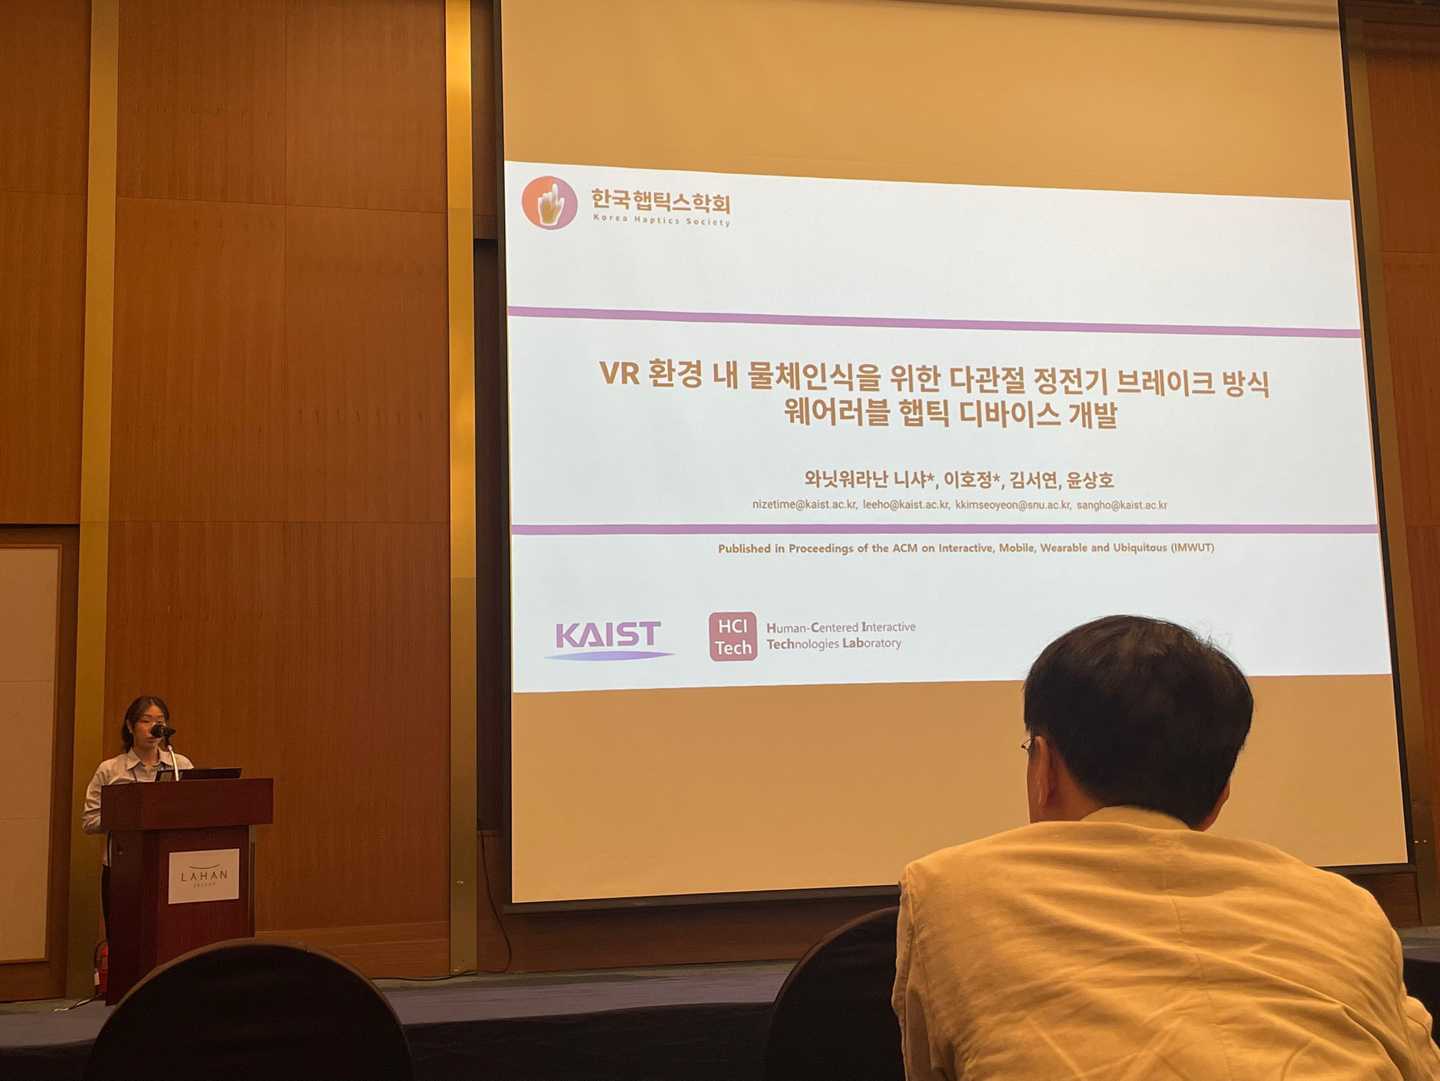 한국햅틱스학회
Korea Haptics Society
VR 환경 내 물체인식을 위한 다관절 정전기 브레이크 방식
웨어러블 햅틱 디바이스 개발
와닛워라난 니샤*, 이호정*, 김서연, 윤상호
nizetime@kaist.ac.kr, leeho@kaist.ac.kr, kkimseoyeon@snu.ac.kr, sangho@kaist.ac.kr
Published in Proceedings of the ACM on Interactive, Mobile, Wearable and Ubiquitous (IMWUT)
KAIST
HCI
Tech
Human-Centered Interactive
TECHnologies Laboratory
LAHAN
SELECT